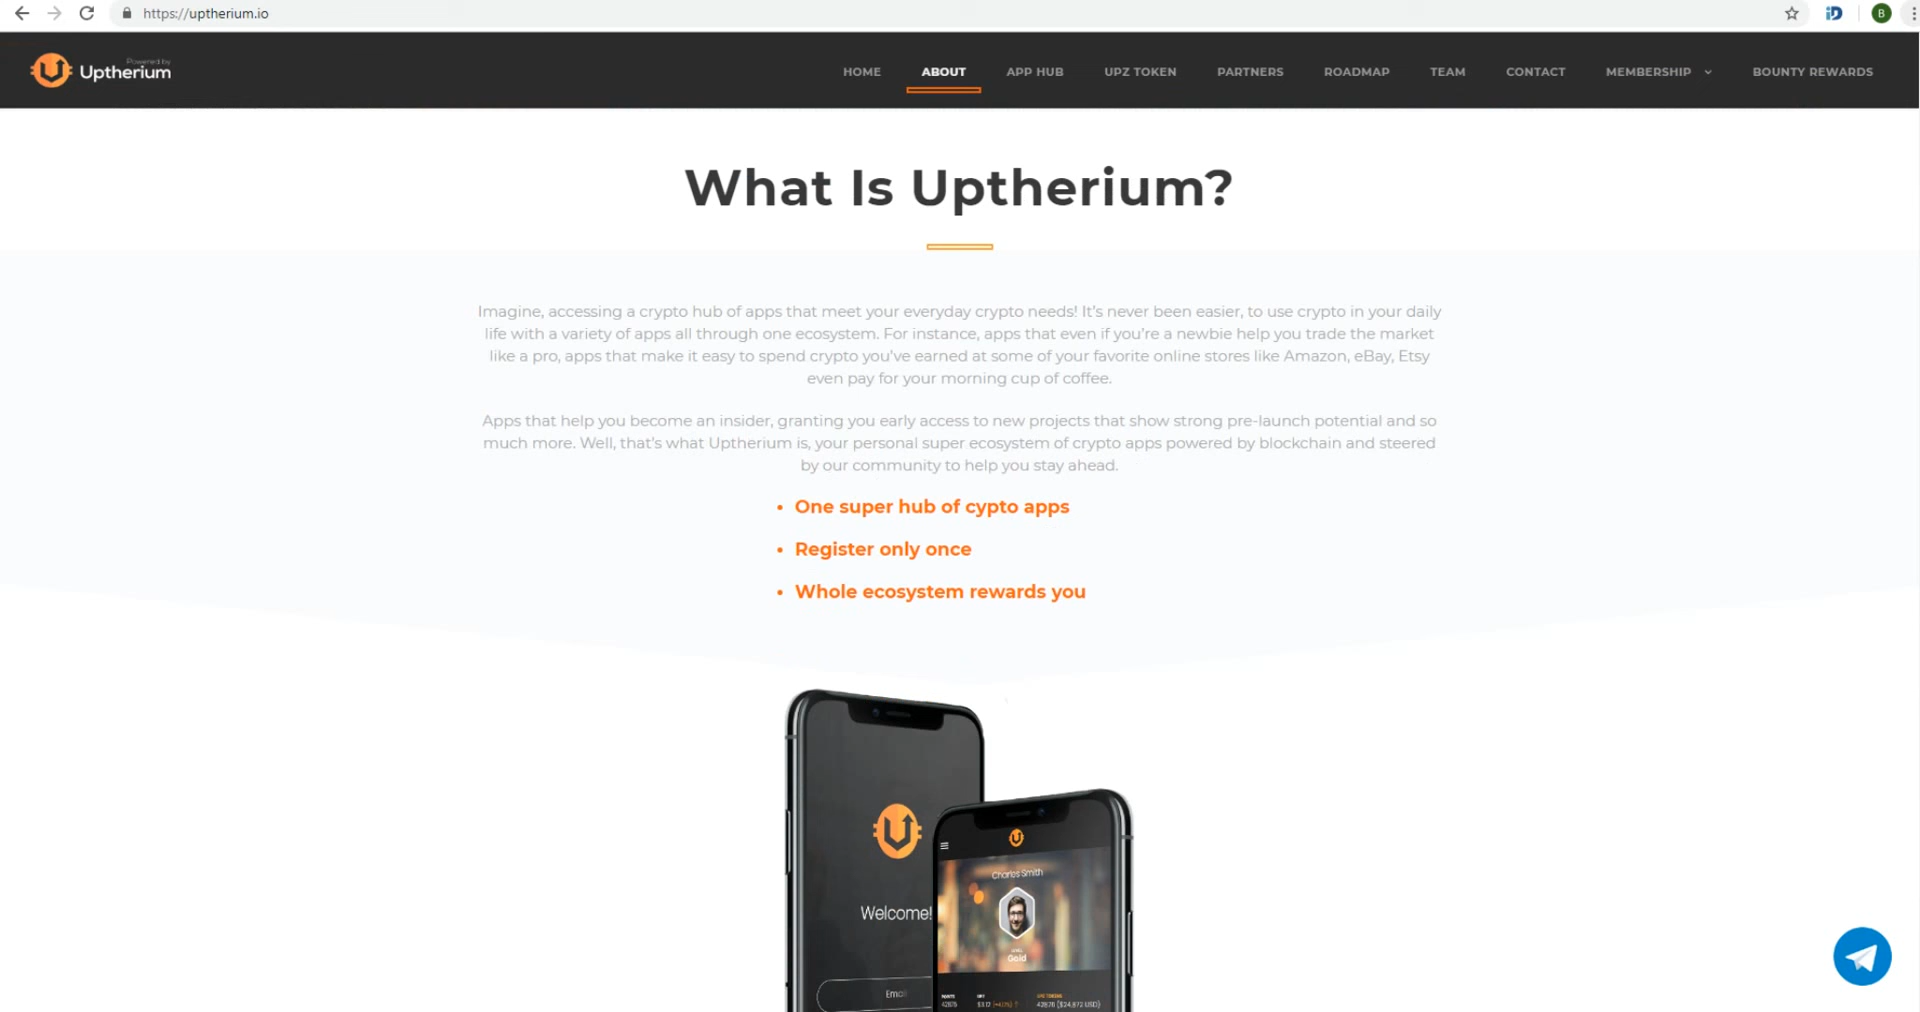 https://uptherium.io
B
Powered by
Uptherium
HOME ABOUT APP HUB UPZ TOKEN PARTNERS ROADMAP TEAM CONTACT MEMBERSHIP BOUNTY REWARDS
What Is Uptherium?
Imagine, accessing a crypto hub of apps that meet your everyday crypto needs! It's never been easier, to use crypto in your daily
life with a variety of apps all through one ecosystem. For instance, apps that even if you're a newbie help you trade the market
like a pro, apps that make it easy to spend crypto you've earned at some of your favorite online stores like Amazon, eBay, Etsy
even pay for your morning cup of coffee.
Apps that help you become an insider, granting you early access to new projects that show strong pre-launch potential and so
much more. Well, that's what Uptherium is, your personal super ecosystem of crypto apps powered by blockchain and steered
by our community to help you stay ahead.
• One super hub of cypto apps
• Register only once
• Whole ecosystem rewards you
Charles Smith
Welcome!
Gold
Email
POINTS
42875
UPZ TOKENS